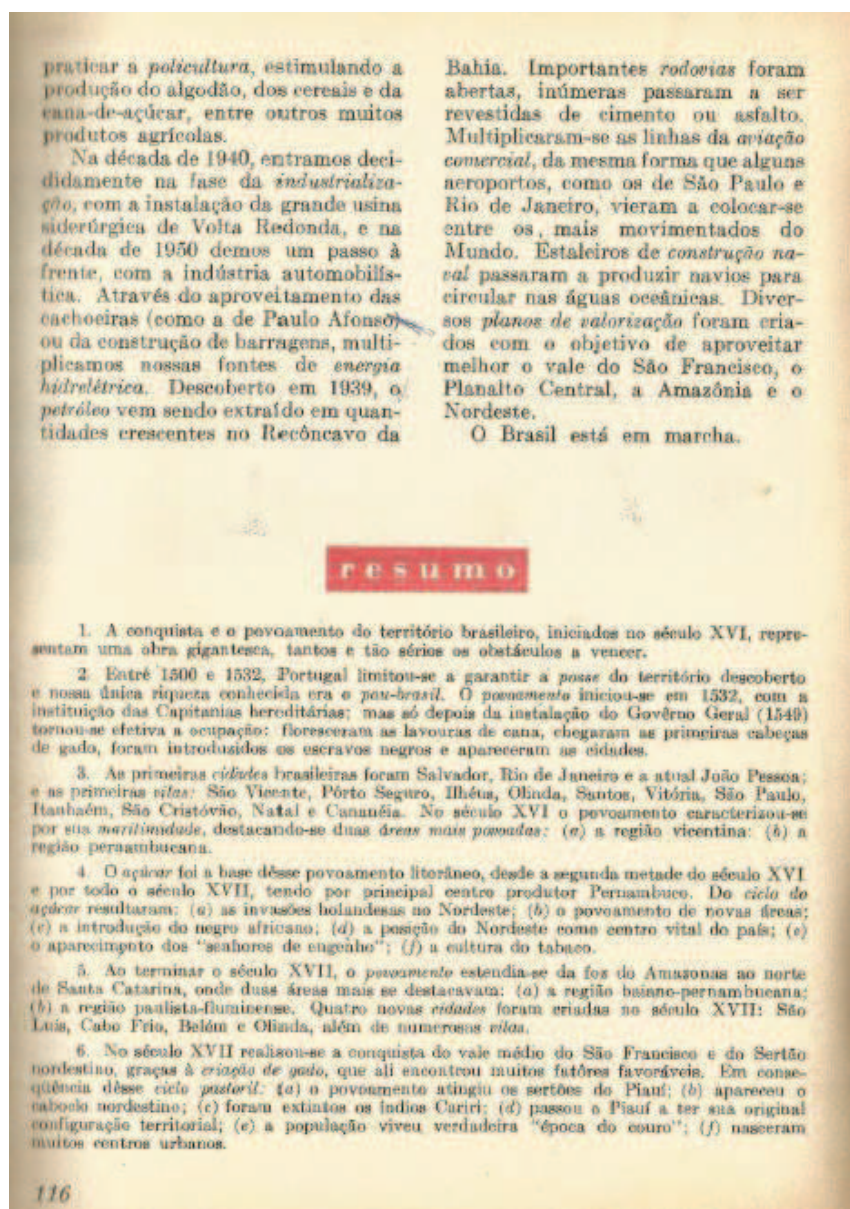 praticar a policultura, estimulando a
produção do algodão, dos cereais e da
cana-de-açúcar, entre outros muitos
produtos agrícolas.
Na década de 1940, entramos deci-
didamente na fase da industrializa-
ção, com a instalação da grande usina
siderúrgica de Volta Redonda, e na
década de 1950 demos um passo à
frente, com a indústria automobilís-
tica. Através do aproveitamento das
cachoeiras (como a de Paulo Afonso)
ou da construção de barragens, multi-
plicamos nossas fontes de energia
hidrelétrica. Descoberto em 1939, o
petróleo vem sendo extraído em quan-
tidades crescentes no Recôncavo da
Bahia. Importantes rodovias foram
abertas, inúmeras passaram a ser
revestidas de cimento ou asfalto.
Multiplicaram-se as linhas da aviação
comercial, da mesma forma que alguns
aeroportos, como os de São Paulo e
Rio de Janeiro, vieram a colocar-se
entre os, mais movimentados do
Mundo. Estaleiros de construção na-
val passaram a produzir navios para
circular nas águas oceânicas. Diver-
sos planos de valorização foram cria-
dos com o objetivo de aproveitar
melhor o vale do São Francisco, o
Planalto Central, a Amazônia e o
Nordeste.
O Brasil está em marcha.
resumo
1. A conquista e o povoamento do território brasileiro, iniciados no século XVI, repre-
sentam uma obra gigantesca, tantos e tão sérios os obstáculos a vencer.
2 Entré 1500 e 1532, Portugal limitou-se a garantir a posse do território descoberto
e nossa única riqueza conhecida era o pau-brasil. O povoamento iniciou-se em 1532, com a
instituição das Capitanias hereditárias; mas só depois da instalação do Govêrno Geral (1549)
tornou-se efetiva a ocupação: floresceram as lavouras de cana, chegaram as primeiras cabeças
de gado, foram introduzidos os escravos negros e apareceram as cidades.
3. As primeiras cidades brasileiras foram Salvador, Rio de Janeiro e a atual João Pessoa;
e as primeiras vilas: São Vicente, Pôrto Seguro, Ilhéus, Olinda, Santos, Vitória, São Paulo,
Itanhaém, São Cristóvão, Natal e Cananéia. No século XVI o povoamento caracterizou-se
por sua maritimidade, destacando-se duas áreas mais povoadas: (a) a região vicentina; (b) a
região pernambucana.
4 O açúcar foi a base dêsse povoamento litorâneo, desde a segunda metade do século XVI
e por todo o século XVII, tendo por principal centro produtor Pernambuco. Do ciclo do
açúcar resultaram: (a) as invasões holandesas no Nordeste; (b) o povoamento de novas áreas;
(c) a introdução do negro africano; (d) a posição do Nordeste como centro vital do país; (e)
o aparecimento dos "senhores de engenho"; (f) a cultura do tabaco.
5. Ao terminar o século XVII, o povoamento estendia-se da foz do Amazonas ao norte
de Santa Catarina, onde duas áreas mais se destacavam: (a) a região baiano-pernambucana;
(b) a região paulista-fluminense. Quatro novas cidades foram criadas no século XVII: São
Luís, Cabo Frio, Belém e Olinda, além de numerosas vilas.
6. No século XVII realizou-se a conquista do vale médio do São Francisco e do Sertão
nordestino, graças à criação de gado, que ali encontrou muitos fatôres favoráveis. Em conse-
qüência dêsse ciclo pastoril: (a) o povoamento atingiu os sertões do Piauí; (b) apareceu o
caboclo nordestino; (c) foram extintos os índios Cariri; (d) passou o Piauí a ter sua original
configuração territorial; (e) a população viveu verdadeira "época do couro"; (f) nasceram
muitos centros urbanos.
116